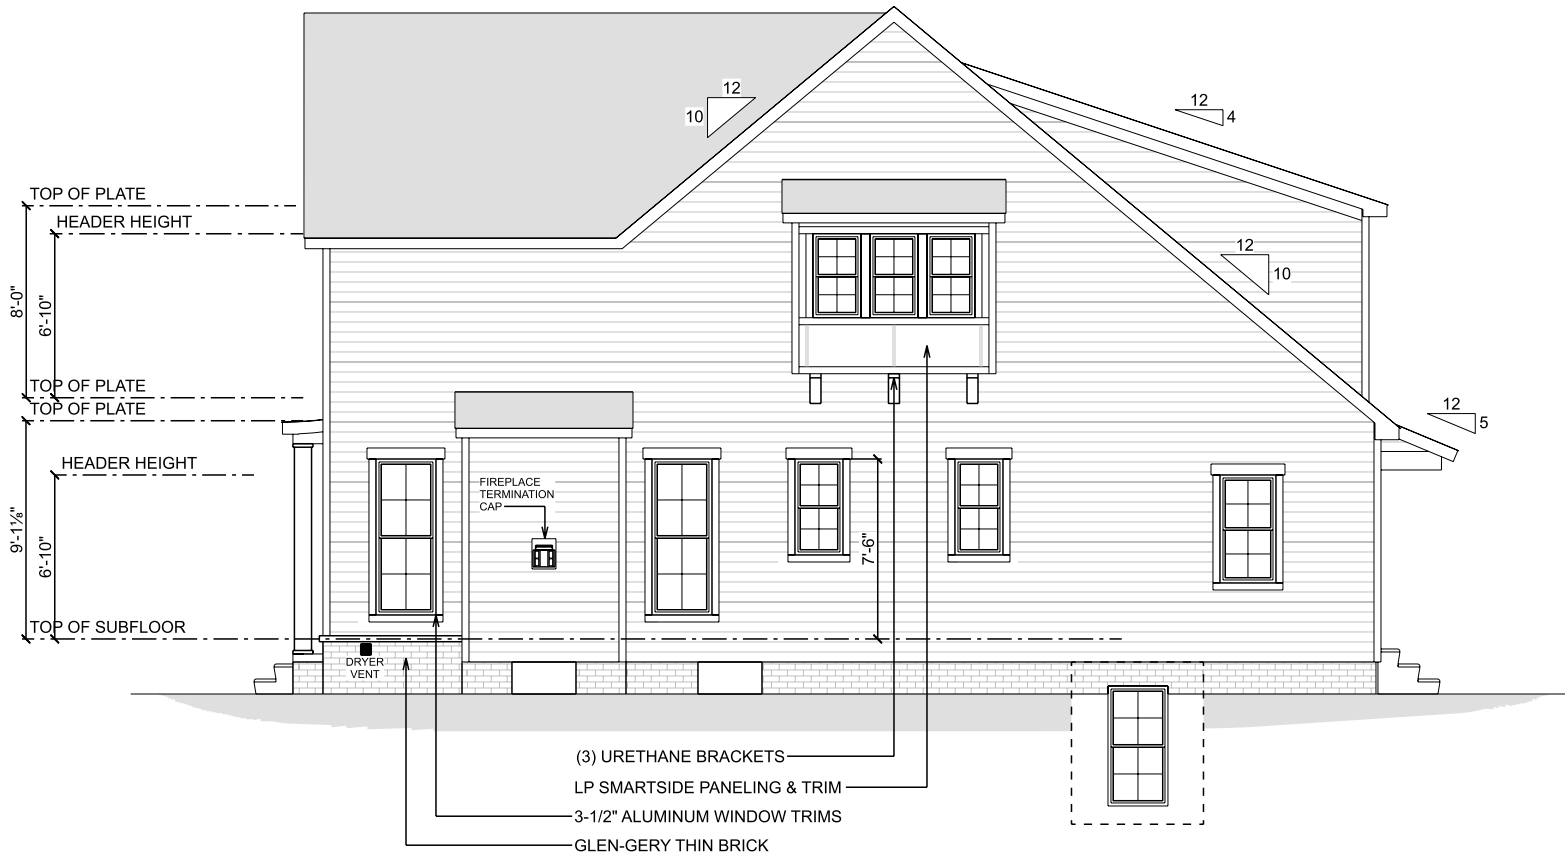 12
10
12
4
TOP OF PLATE
HEADER HEIGHT
12
10
8'-0"
6'-10"
TOP OF PLATE
TOP OF PLATE
12
5
HEADER HEIGHT
FIREPLACE
TERMINATION
CAP
9'-1⅛"
6'-10"
7'-6"
TOP OF SUBFLOOR
DRYER
VENT
(3) URETHANE BRACKETS
LP SMARTSIDE PANELING & TRIM
3-1/2" ALUMINUM WINDOW TRIMS
GLEN-GERY THIN BRICK